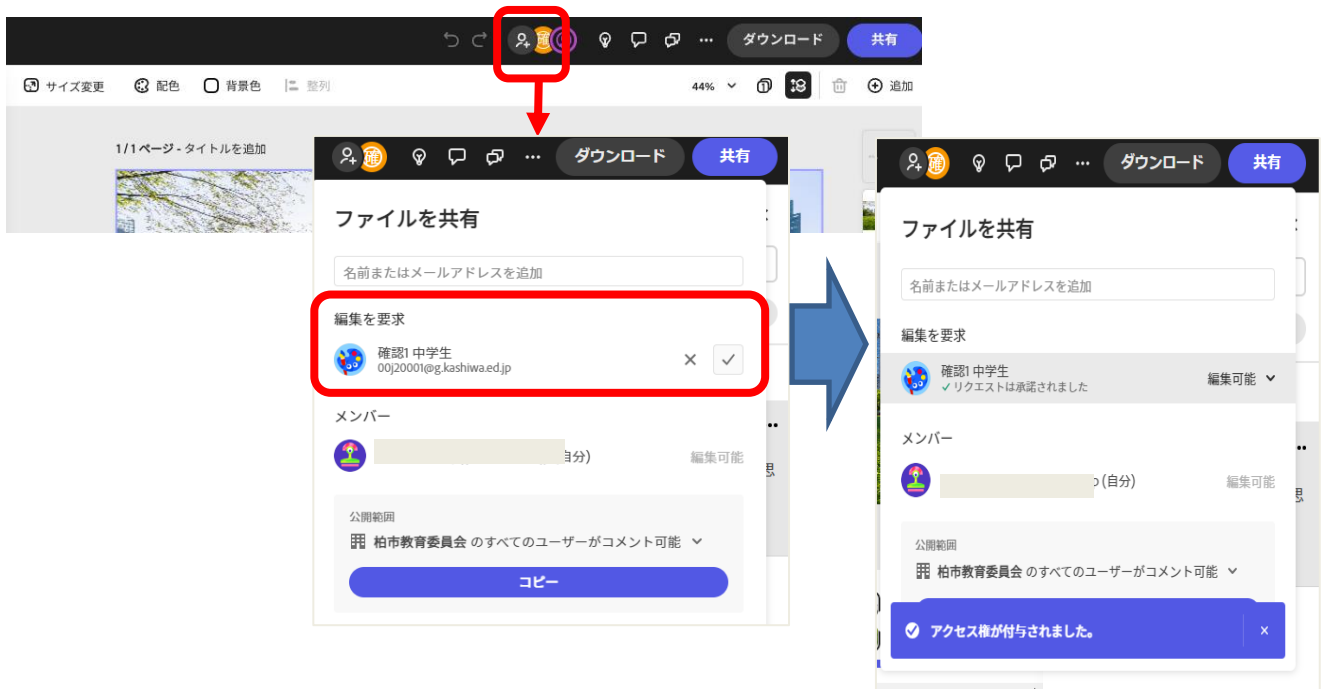 確
ダウンロード
共有
サイズ変更
配色
背景色
整列
44%
追加
1/1ページ - タイトルを追加
確
ダウンロード
共有
ファイルを共有
名前またはメールアドレスを追加
編集を要求
確認1 中学生
00j20001@g.kashiwa.ed.jp
メンバー
自分)
編集可能
思
公開範囲
柏市教育委員会 のすべてのユーザーがコメント可能
コピー
確
ダウンロード
共有
ファイルを共有
名前またはメールアドレスを追加
編集を要求
確認1 中学生
リクエストは承諾されました
編集可能
メンバー
(自分)
編集可能
思
公開範囲
柏市教育委員会 のすべてのユーザーがコメント可能
アクセス権が付与されました。